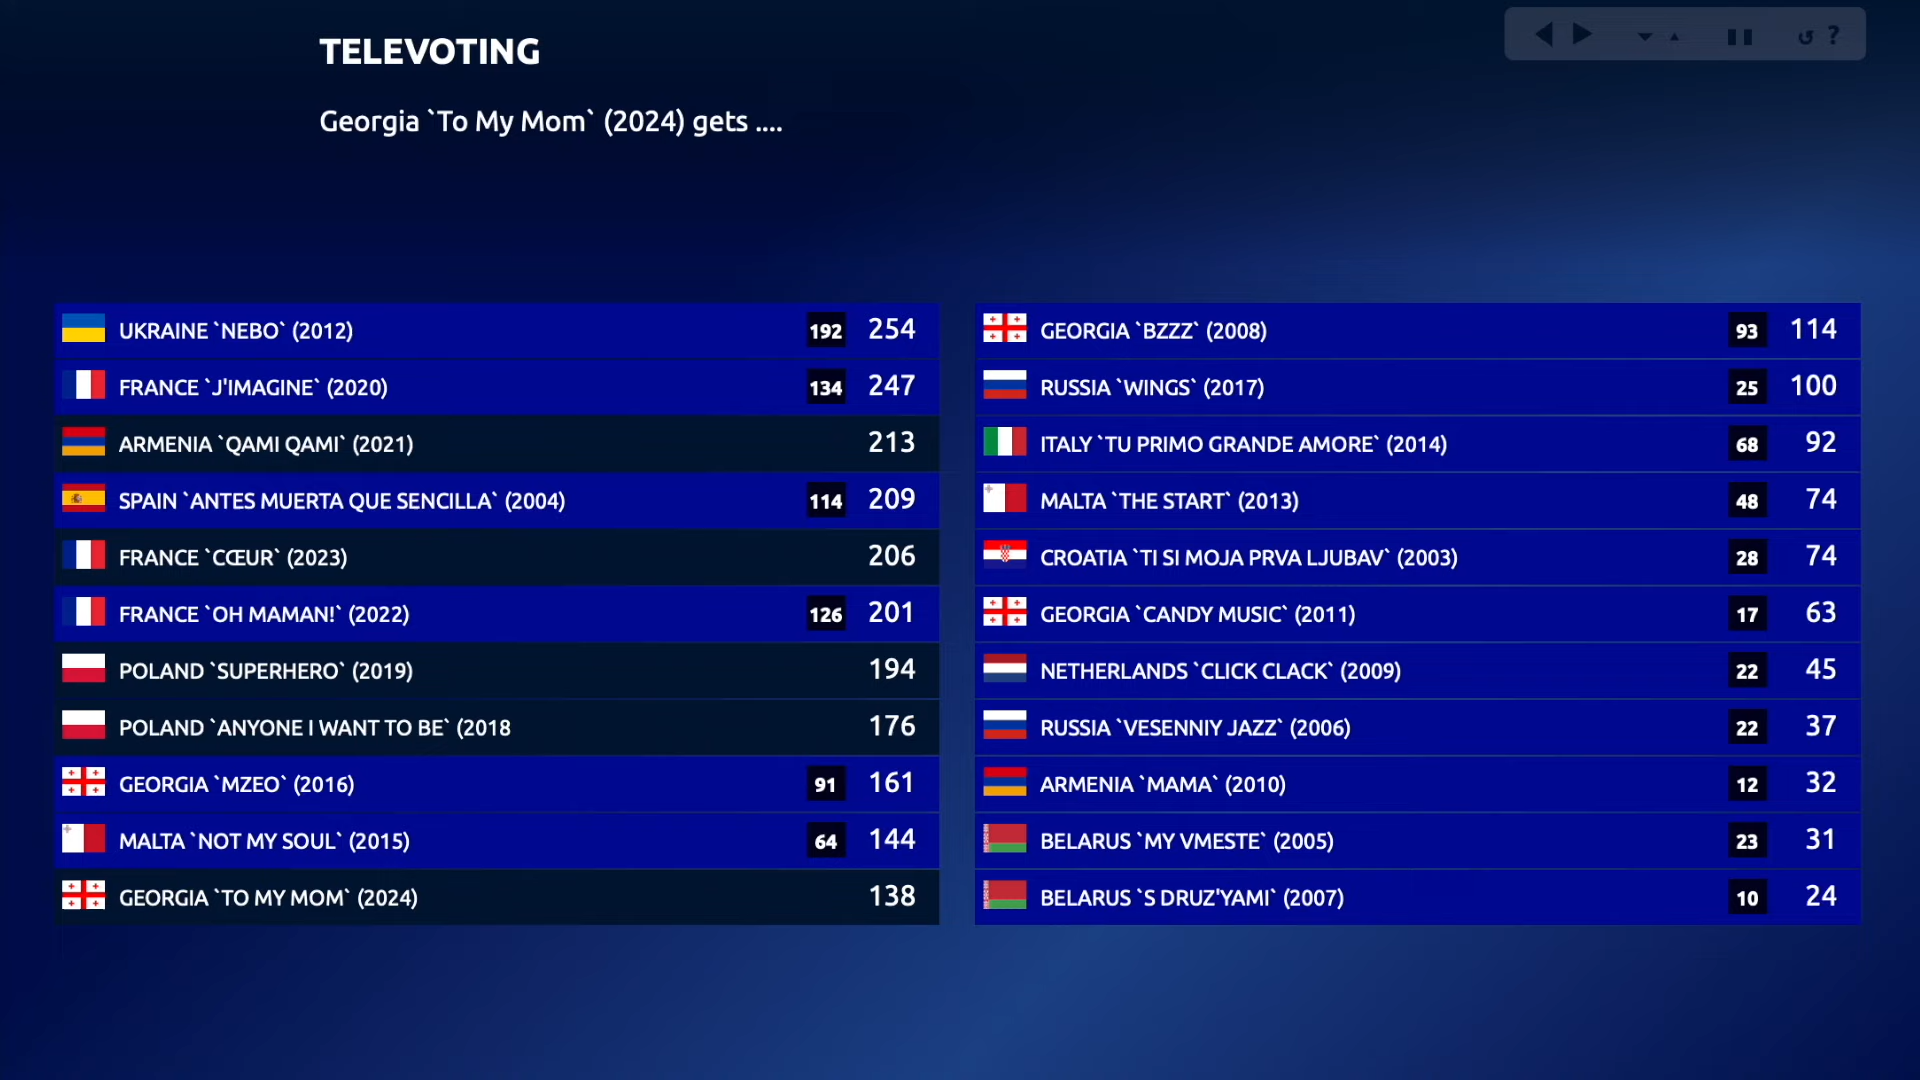 TELEVOTING
?
Georgia `To My Mom` (2024) gets ....
UKRAINE `NEBO` (2012) 192 254
FRANCE `J'IMAGINE` (2020) 134 247
ARMENIA `QAMI QAMI` (2021) 213
SPAIN `ANTES MUERTA QUE SENCILLA` (2004) 114 209
FRANCE `CŒUR` (2023) 206
FRANCE `OH MAMAN!` (2022) 126 201
POLAND `SUPERHERO` (2019) 194
POLAND `ANYONE I WANT TO BE` (2018 176
GEORGIA `MZEO` (2016) 91 161
MALTA `NOT MY SOUL` (2015) 64 144
GEORGIA `TO MY MOM` (2024) 138
GEORGIA `BZZZ` (2008) 93 114
RUSSIA `WINGS` (2017) 25 100
ITALY `TU PRIMO GRANDE AMORE` (2014) 68 92
MALTA `THE START` (2013) 48 74
CROATIA `TI SI MOJA PRVA LJUBAV` (2003) 28 74
GEORGIA `CANDY MUSIC` (2011) 17 63
NETHERLANDS `CLICK CLACK` (2009) 22 45
RUSSIA `VESENNIY JAZZ` (2006) 22 37
ARMENIA `MAMA` (2010) 12 32
BELARUS `MY VMESTE` (2005) 23 31
BELARUS `S DRUZ'YAMI` (2007) 10 24